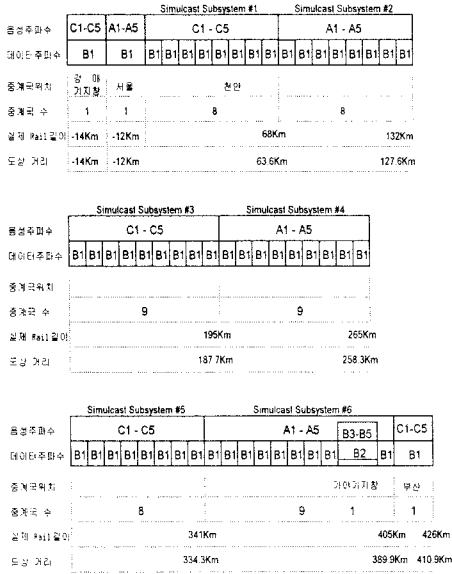 Simulcast Subsystem #1 Simulcast Subsystem #2
음성주파수 C1-C5 A1-A5 C1 - C5 A1 - A5
데이터주파수 B1 B1 B1 B1 B1 B1 B1 B1 B1 B1 B1 B1 B1 B1 B1 B1 B1 B1
중계국위치 기지창 서울 천안
중계국 수 1 1 8 8
실제 Rail길이 -14Km -12Km 68Km 132Km
도상 거리 -14Km -12Km 63.6Km 127.6Km
Simulcast Subsystem #3 Simulcast Subsystem #4
음성주파수 C1 - C5 A1 - A5
데이터주파수 B1 B1 B1 B1 B1 B1 B1 B1 B1 B1 B1 B1 B1 B1 B1 B1 B1 B1
중계국위치
중계국 수 9 9
실제 Rail길이 195Km 265Km
도상 거리 187.7Km 258.3Km
Simulcast Subsystem #5 Simulcast Subsystem #6
음성주파수 C1 - C5 A1 - A5 B3-B5 C1-C5
데이터주파수 B1 B1 B1 B1 B1 B1 B1 B1 B1 B1 B1 B1 B1 B1 B1 B1 B2 B1 B1
중계국위치 가야기지창 부산
중계국 수 8 9 1 1
실제 Rail길이 341Km 405Km 426Km
도상 거리 334.3Km 389.9Km 410.9Km